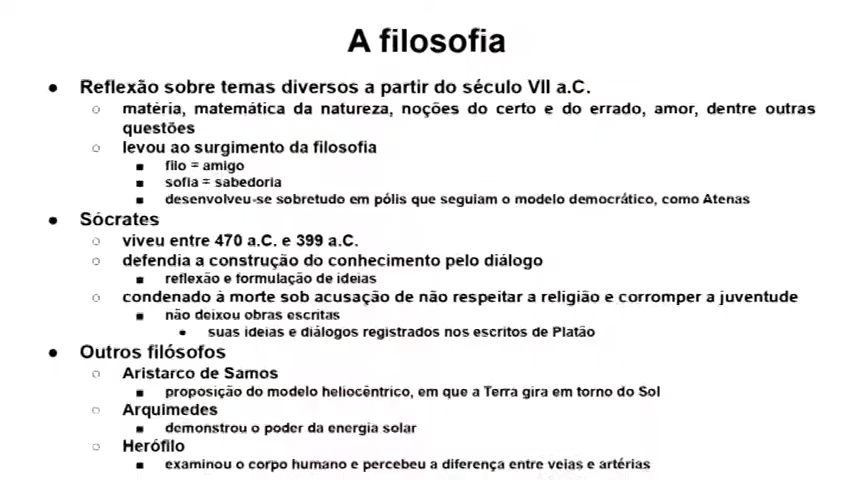 A filosofia
● Reflexão sobre temas diversos a partir do século VII a.C.
○ matéria, matemática da natureza, noções do certo e do errado, amor, dentre outras
questões
○ levou ao surgimento da filosofia
■ filo = amigo
■ sofia = sabedoria
■ desenvolveu-se sobretudo em pólis que seguiam o modelo democrático, como Atenas
● Sócrates
○ viveu entre 470 a.C. e 399 a.C.
○ defendia a construção do conhecimento pelo diálogo
■ reflexão e formulação de ideias
○ condenado à morte sob acusação de não respeitar a religião e corromper a juventude
■ não deixou obras escritas
● suas ideias e diálogos registrados nos escritos de Platão
● Outros filósofos
○ Aristarco de Samos
■ proposição do modelo heliocêntrico, em que a Terra gira em torno do Sol
○ Arquimedes
■ demonstrou o poder da energia solar
○ Herófilo
■ examinou o corpo humano e percebeu a diferença entre veias e artérias